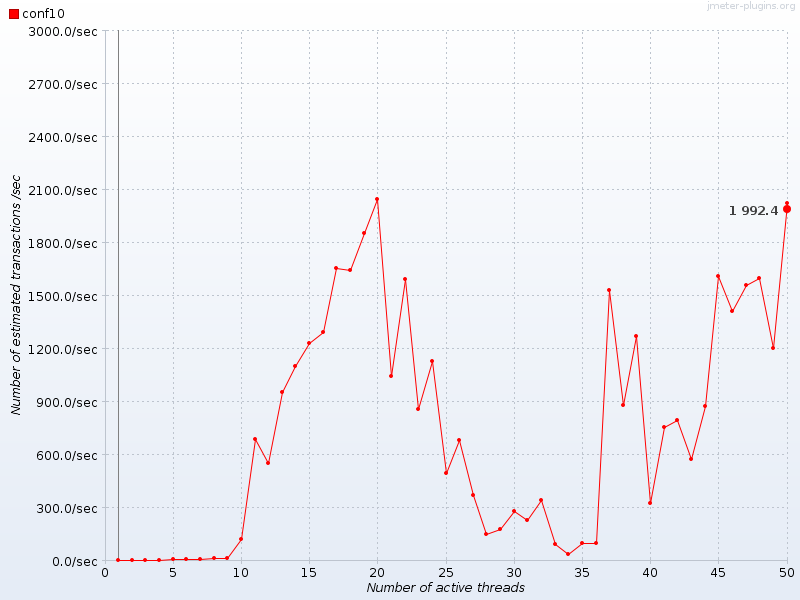 jmeter-plugins.org
conf10
3000.0/sec
2700.0/sec
2400.0/sec
2100.0/sec
1800.0/sec
1500.0/sec
1200.0/sec
900.0/sec
600.0/sec
300.0/sec
0.0/sec
Number of estimated transactions /sec
1 992.4
0 5 10 15 20 25 30 35 40 45 50
Number of active threads